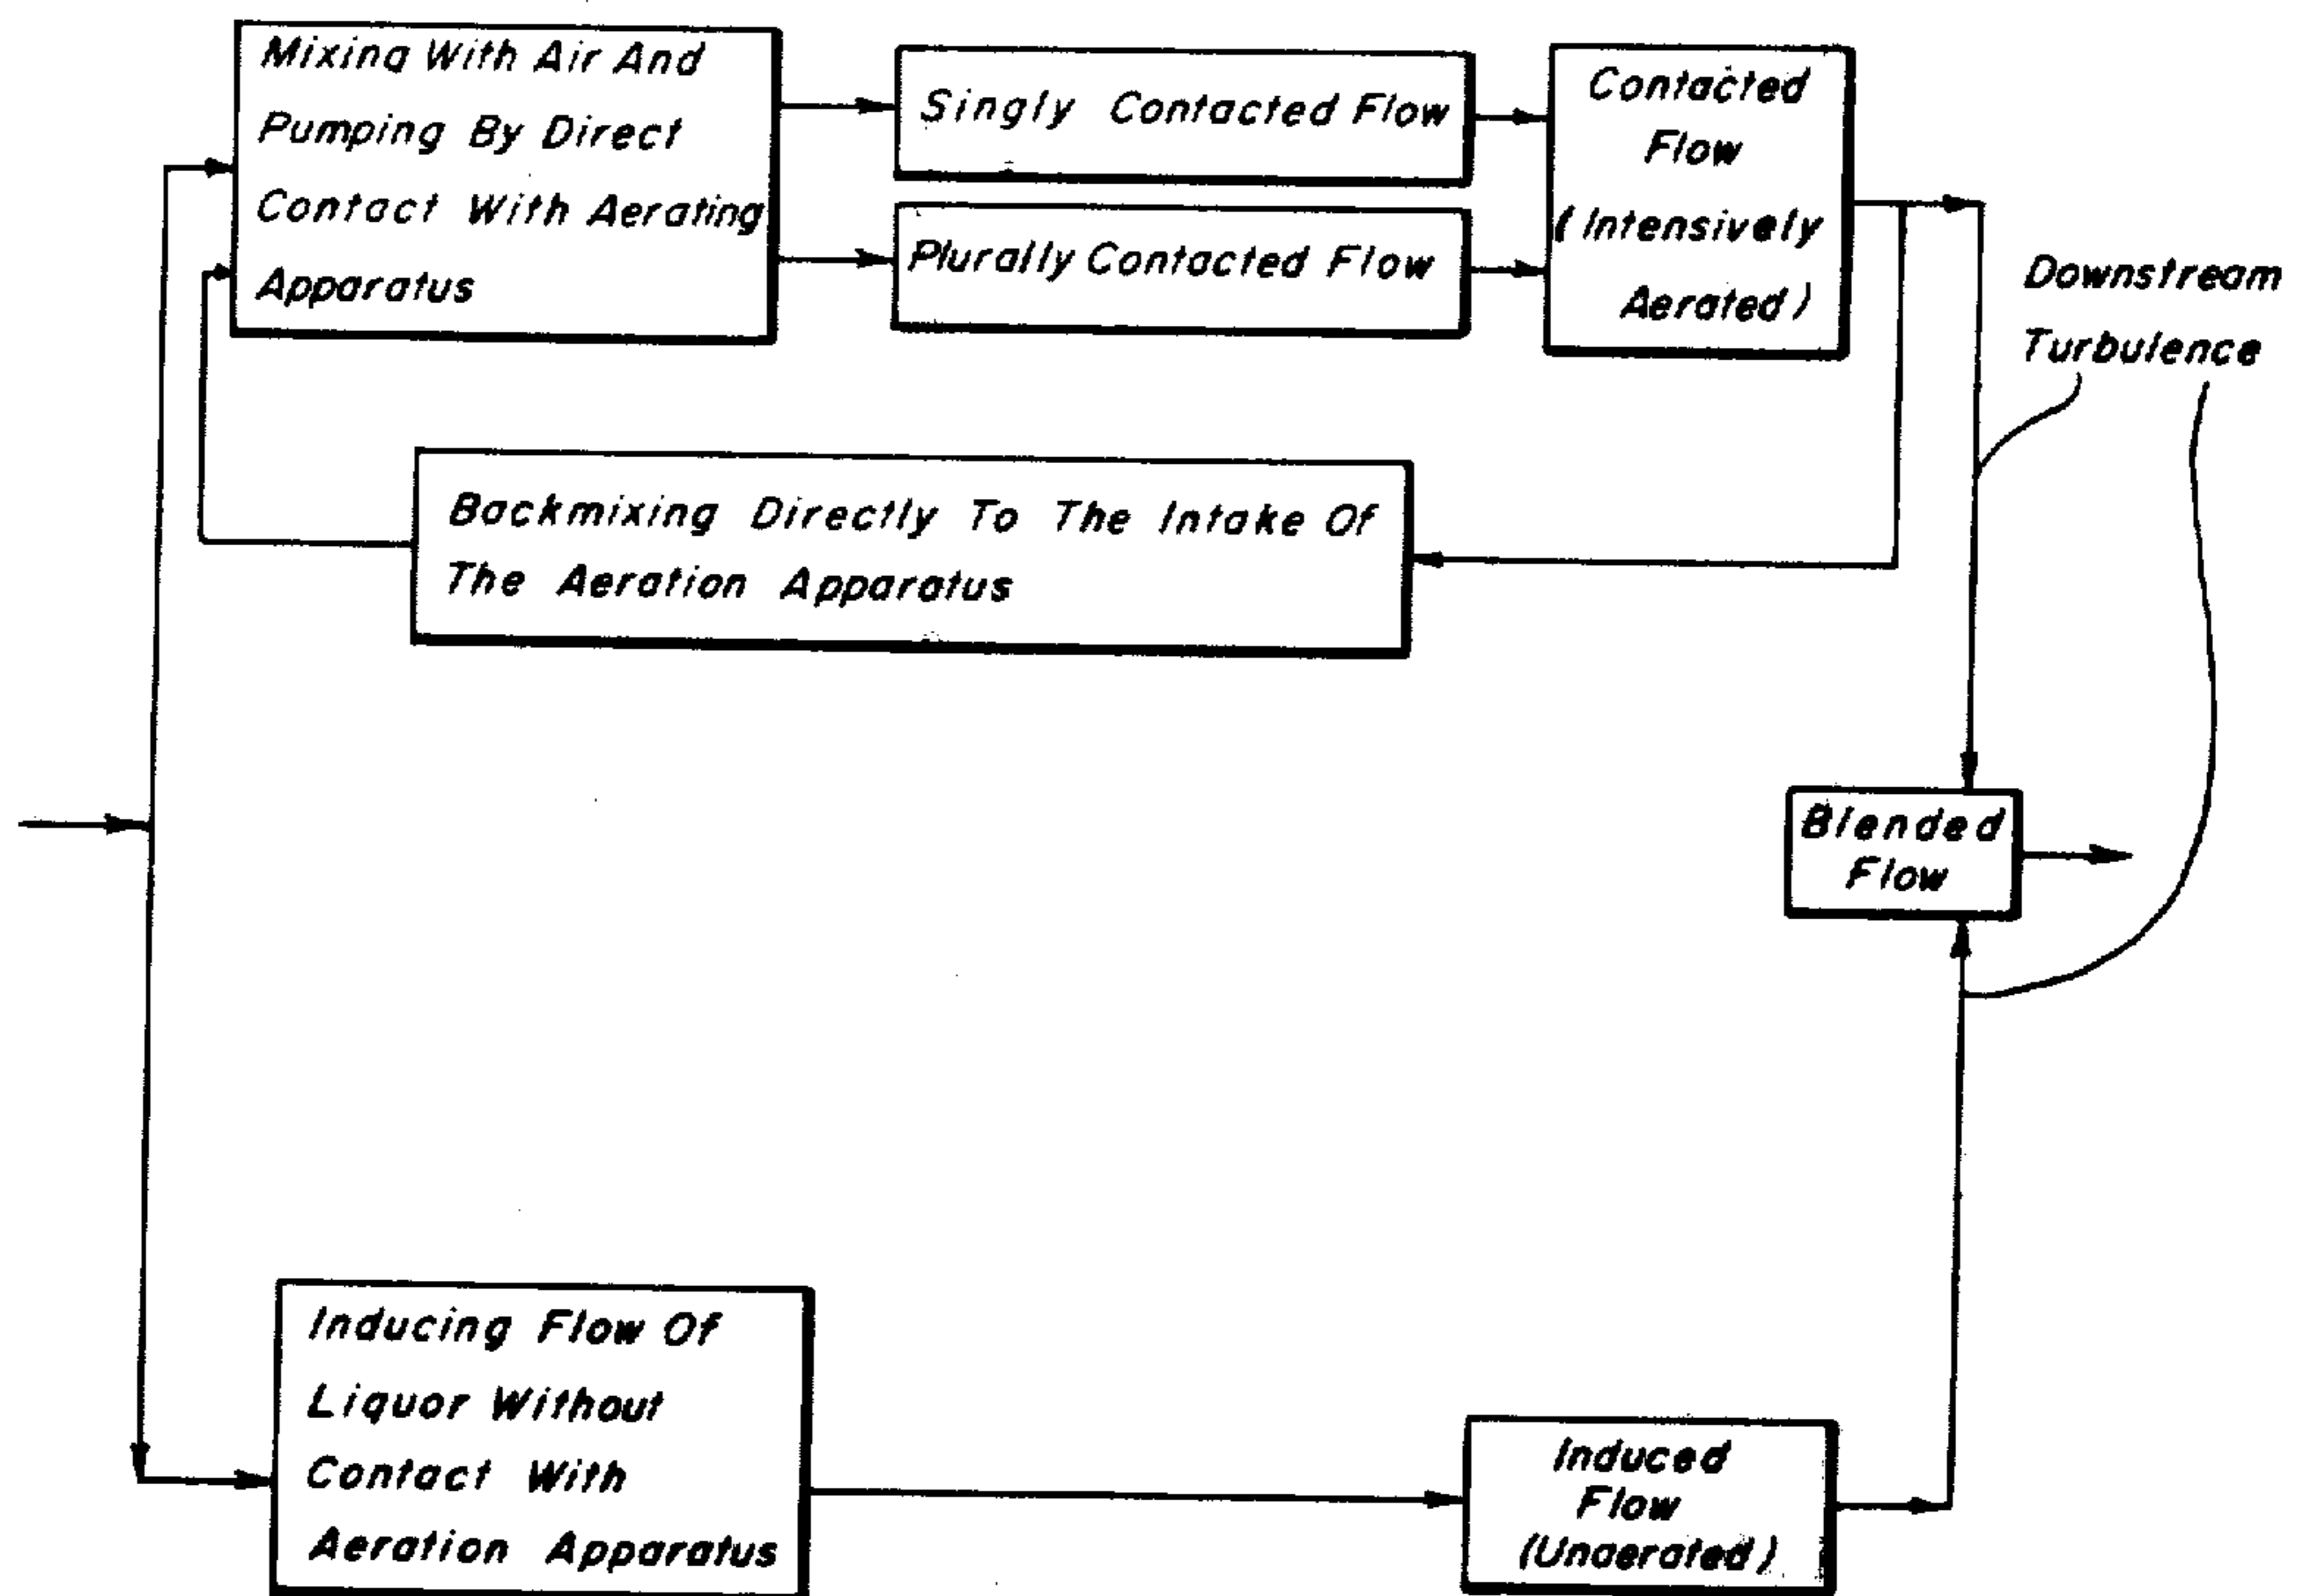 Mixing With Air And
Pumping By Direct
Contact With Aerating
Apparatus
Singly Contacted Flow
Plurally Contacted Flow
Contacted
Flow
(Intensively
Aerated)
Downstream
Turbulence
Backmixing Directly To The Intake Of
The Aeration Apparatus
Blended
Flow
Inducing Flow Of
Liquor Without
Contact With
Aeration Apparatus
Induced
Flow
(Unaerated)